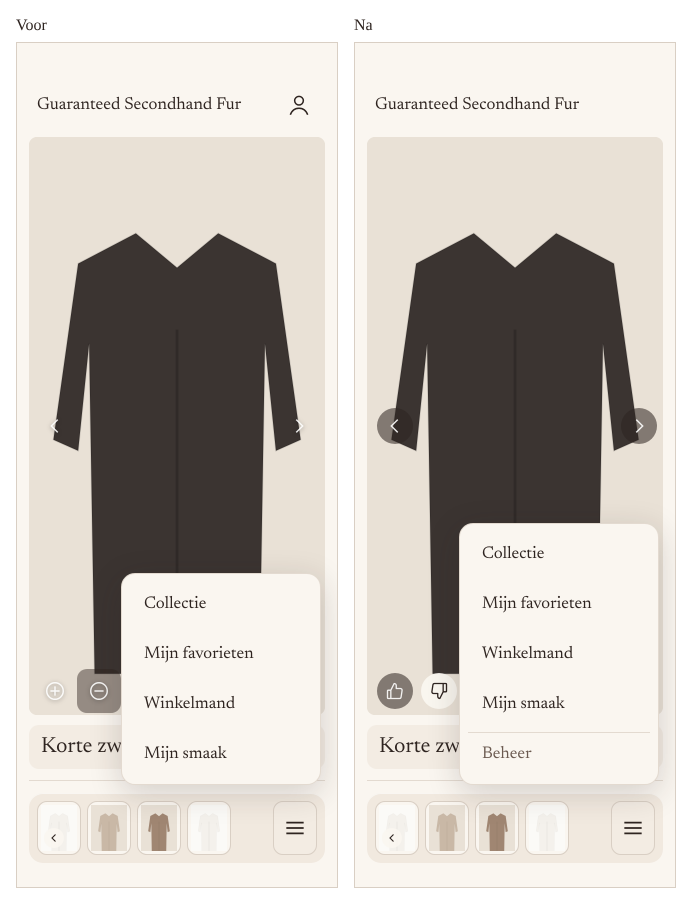 Voor
Guaranteed Secondhand Fur
Collectie
Mijn favorieten
Winkelmand
Mijn smaak
Korte zw
Na
Guaranteed Secondhand Fur
Collectie
Mijn favorieten
Winkelmand
Mijn smaak
Beheer
Korte zw